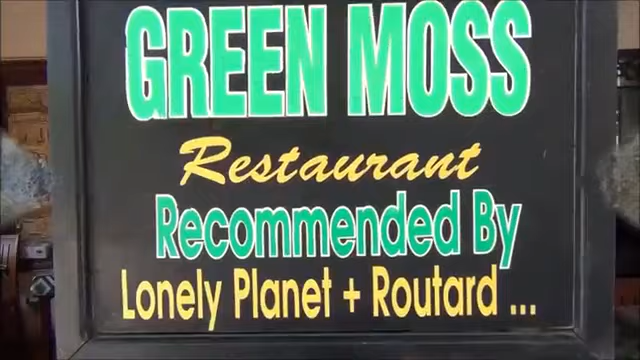 GREEN MOSS
Restaurant
Recommended By
Lonely Planet + Routard ...